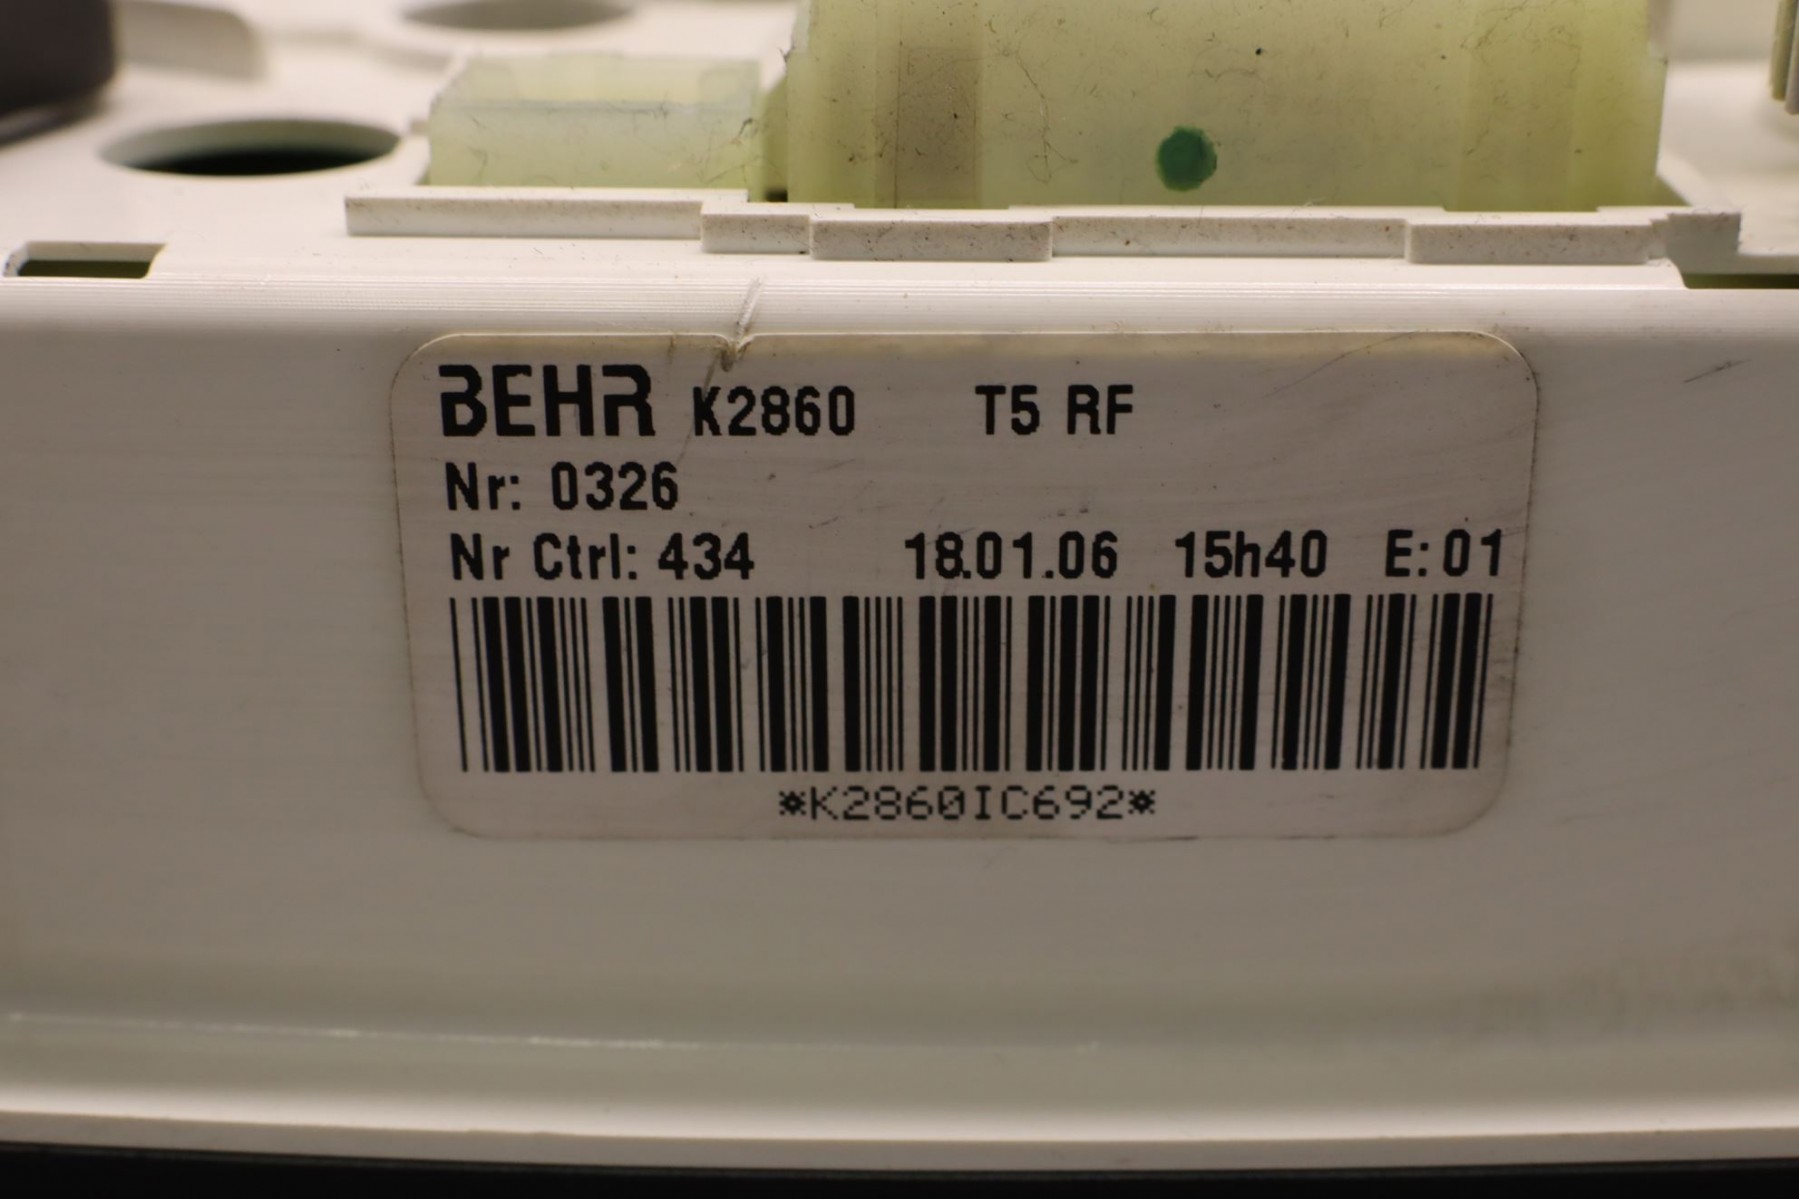 BEHR K2860 T5 RF
Nr: 0326
Nr Ctrl: 434 18.01.06 15h40 E:01
*K2860IC692*